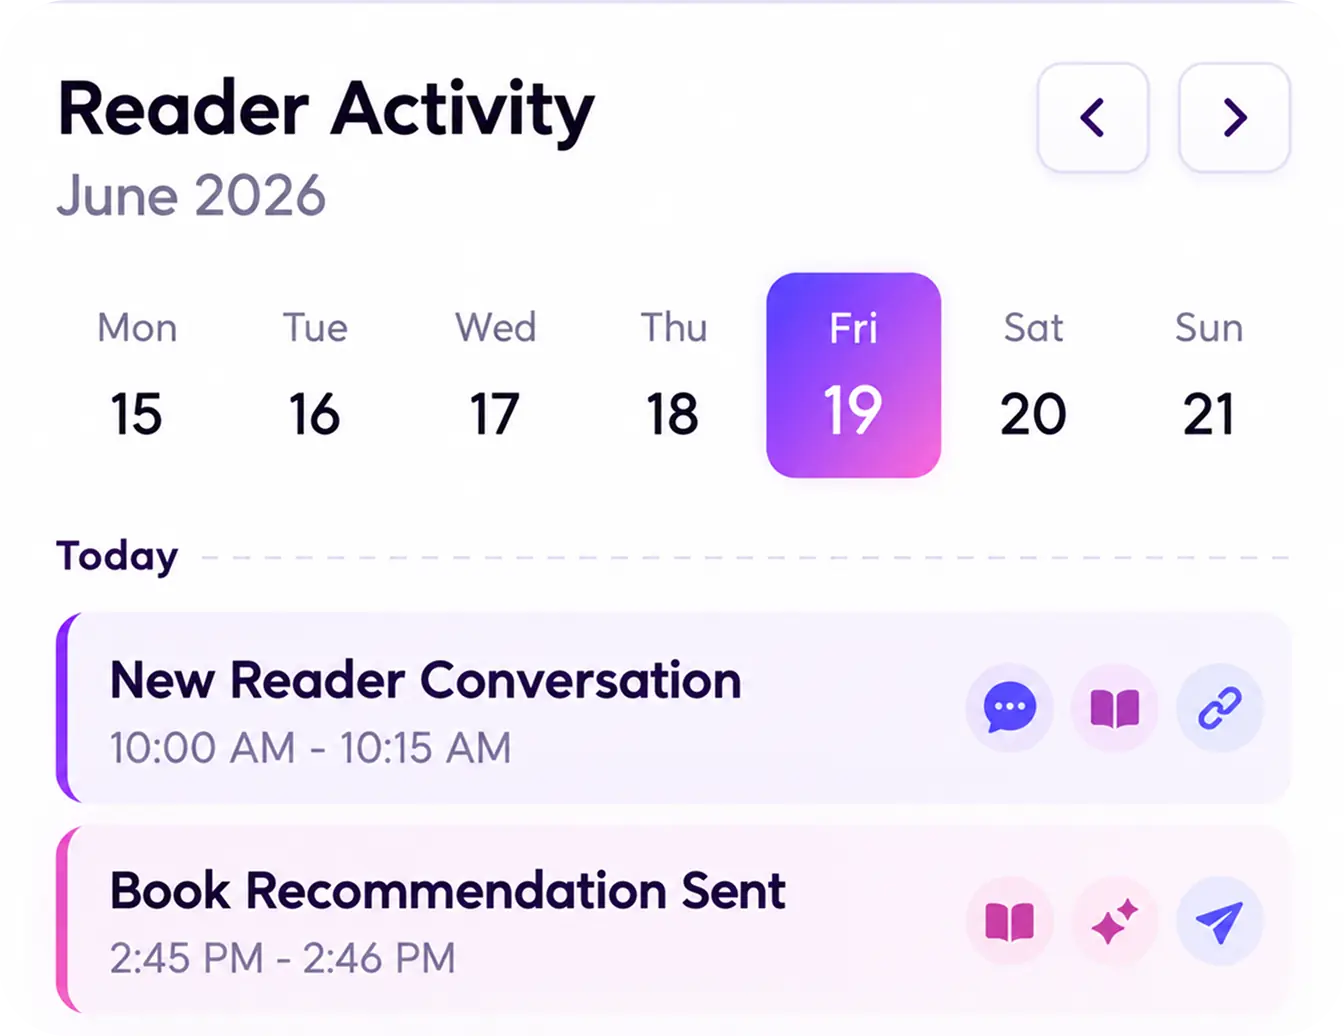 Reader Activity
June 2026
Mon Tue Wed Thu Fri Sat Sun
15 16 17 18 19 20 21
Today
New Reader Conversation
10:00 AM - 10:15 AM
Book Recommendation Sent
2:45 PM - 2:46 PM